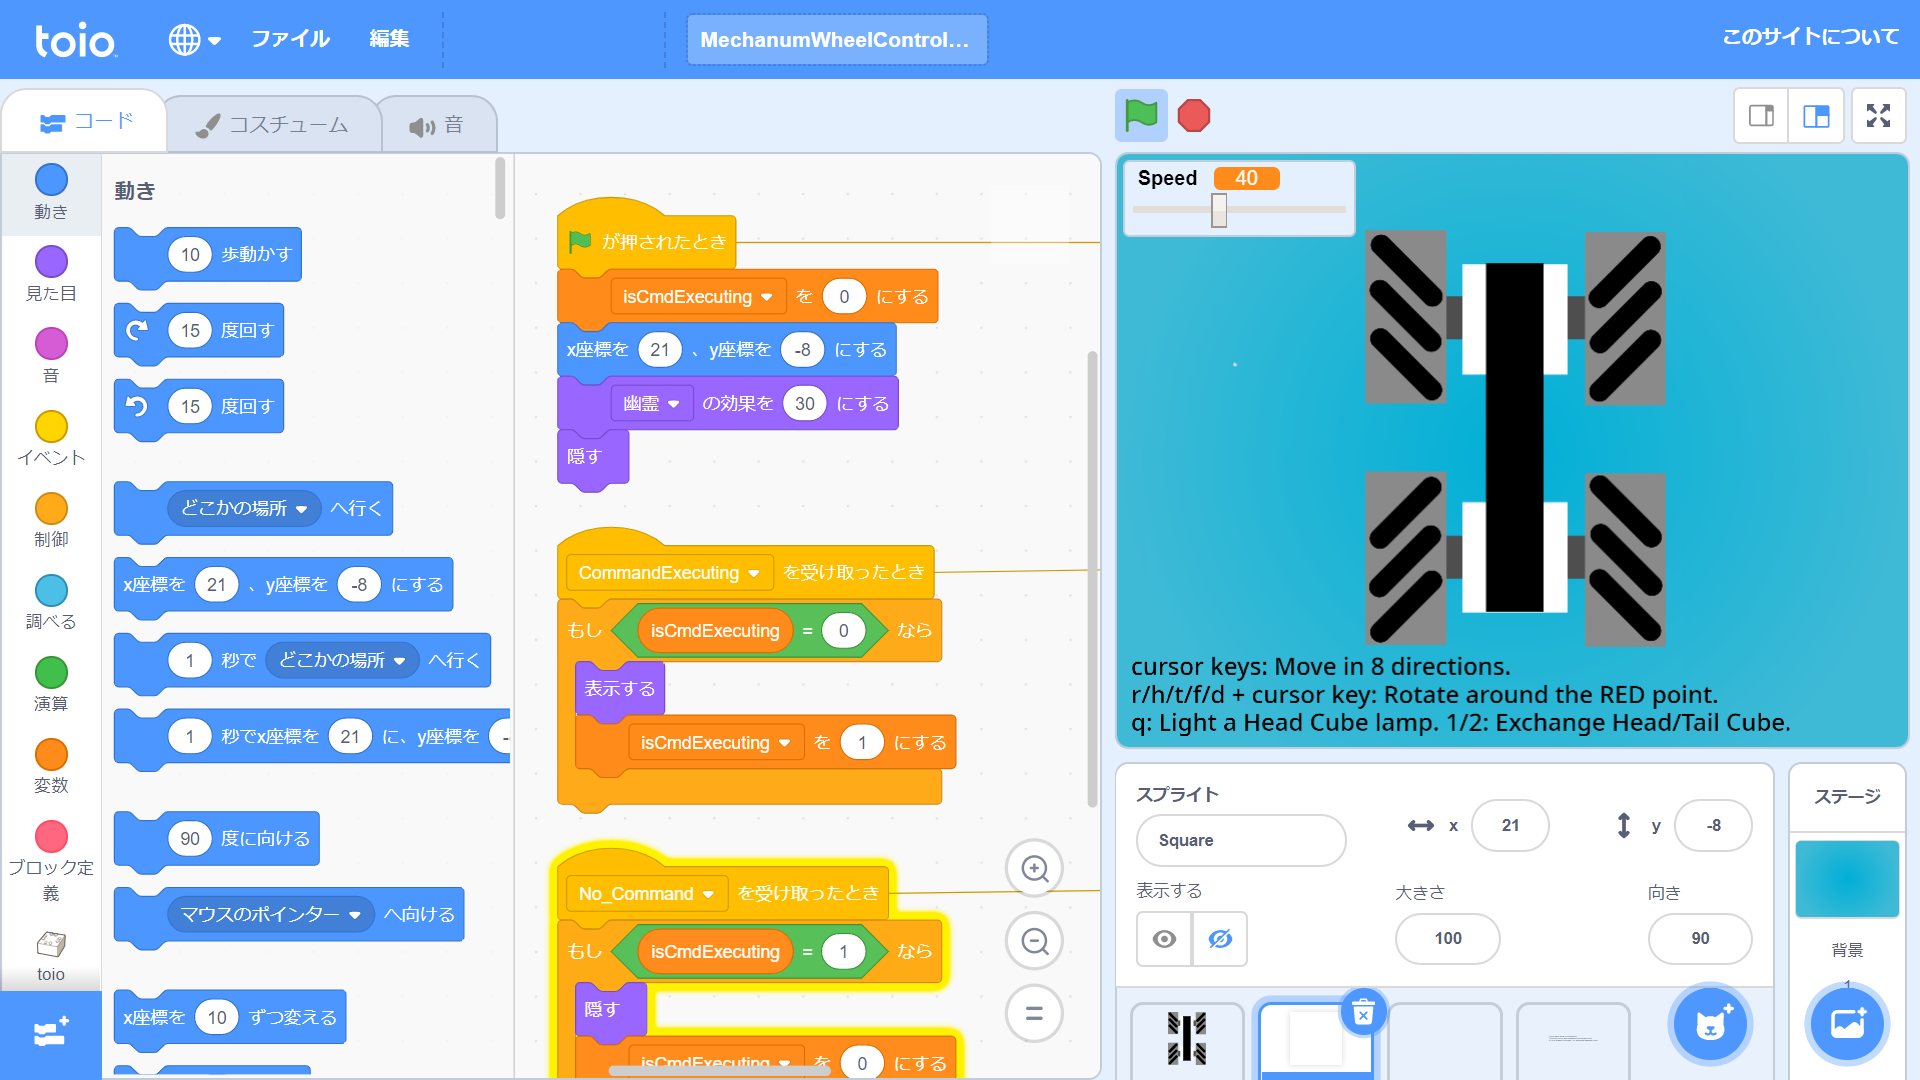 toio
ファイル
編集
MechanumWheelControl...
このサイトについて
コード
コスチューム
音
動き
見た目
音
イベント
制御
調べる
演算
変数
ブロック定義
toio
動き
10 歩動かす
15 度回す
15 度回す
どこかの場所 へ行く
x座標を 21 、y座標を -8 にする
1 秒で どこかの場所 へ行く
1 秒でx座標を 21 に、y座標を -
90 度に向ける
マウスのポインター へ向ける
x座標を 10 ずつ変える
が押されたとき
isCmdExecuting を 0 にする
x座標を 21 、y座標を -8 にする
幽霊 の効果を 30 にする
隠す
CommandExecuting を受け取ったとき
もし isCmdExecuting = 0 なら
表示する
isCmdExecuting を 1 にする
No_Command を受け取ったとき
もし isCmdExecuting = 1 なら
隠す
isCmdExecuting を 0 にする
Speed 40
cursor keys: Move in 8 directions.
r/h/t/f/d + cursor key: Rotate around the RED point.
q: Light a Head Cube lamp. 1/2: Exchange Head/Tail Cube.
スプライト
Square
x 21
y -8
表示する
大きさ
100
向き
90
ステージ
背景
1